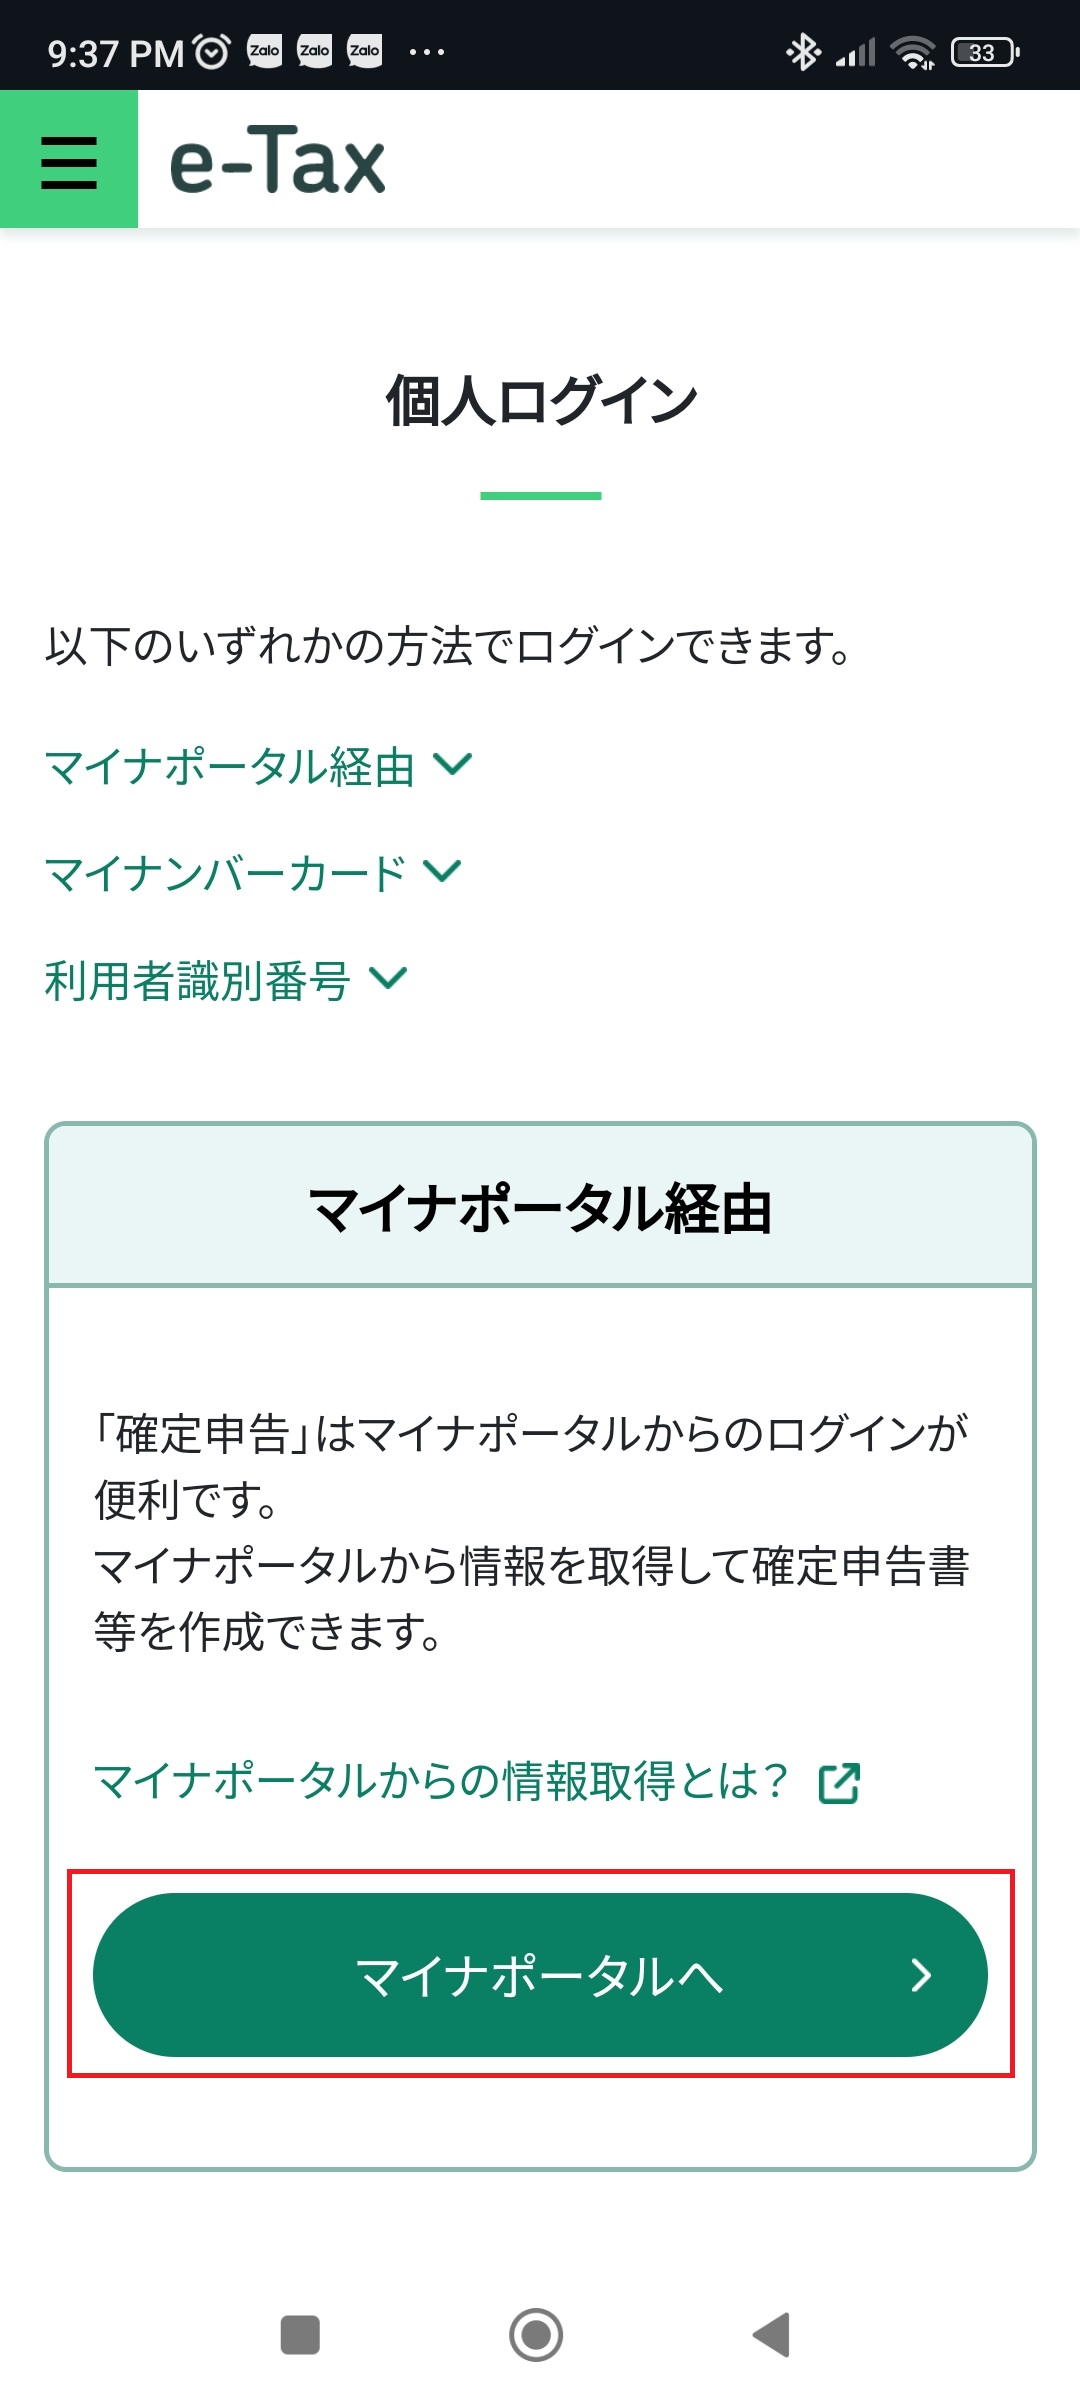 9:37 PM Zalo Zalo Zalo ... 33
e-Tax
個人ログイン
以下のいずれかの方法でログインできます。
マイナポータル経由
マイナンバーカード
利用者識別番号
マイナポータル経由
「確定申告」はマイナポータルからのログインが
便利です。
マイナポータルから情報を取得して確定申告書
等を作成できます。
マイナポータルからの情報取得とは？
マイナポータルへ